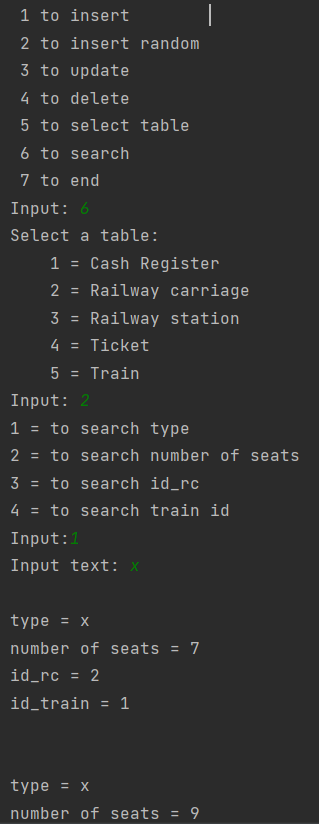 1 to insert
2 to insert random
3 to update
4 to delete
5 to select table
6 to search
7 to end
Input: 6
Select a table:
1 = Cash Register
2 = Railway carriage
3 = Railway station
4 = Ticket
5 = Train
Input: 2
1 = to search type
2 = to search number of seats
3 = to search id_rc
4 = to search train id
Input:1
Input text: x
type = x
number of seats = 7
id_rc = 2
id_train = 1
type = x
number of seats = 9